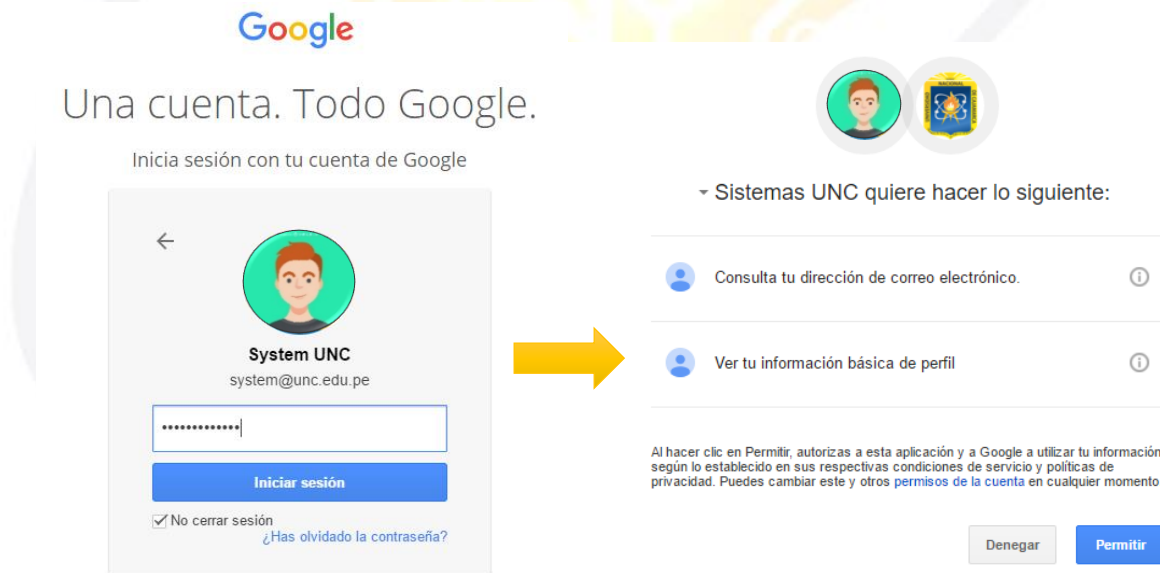 Google
Una cuenta. Todo Google.
Inicia sesión con tu cuenta de Google
System UNC
system@unc.edu.pe
•••••••••••••
Iniciar sesión
No cerrar sesión
¿Has olvidado la contraseña?
Sistemas UNC quiere hacer lo siguiente:
Consulta tu dirección de correo electrónico.
Ver tu información básica de perfil
Al hacer clic en Permitir, autorizas a esta aplicación y a Google a utilizar tu información
según lo establecido en sus respectivas condiciones de servicio y políticas de
privacidad. Puedes cambiar este y otros permisos de la cuenta en cualquier momento
Denegar
Permitir